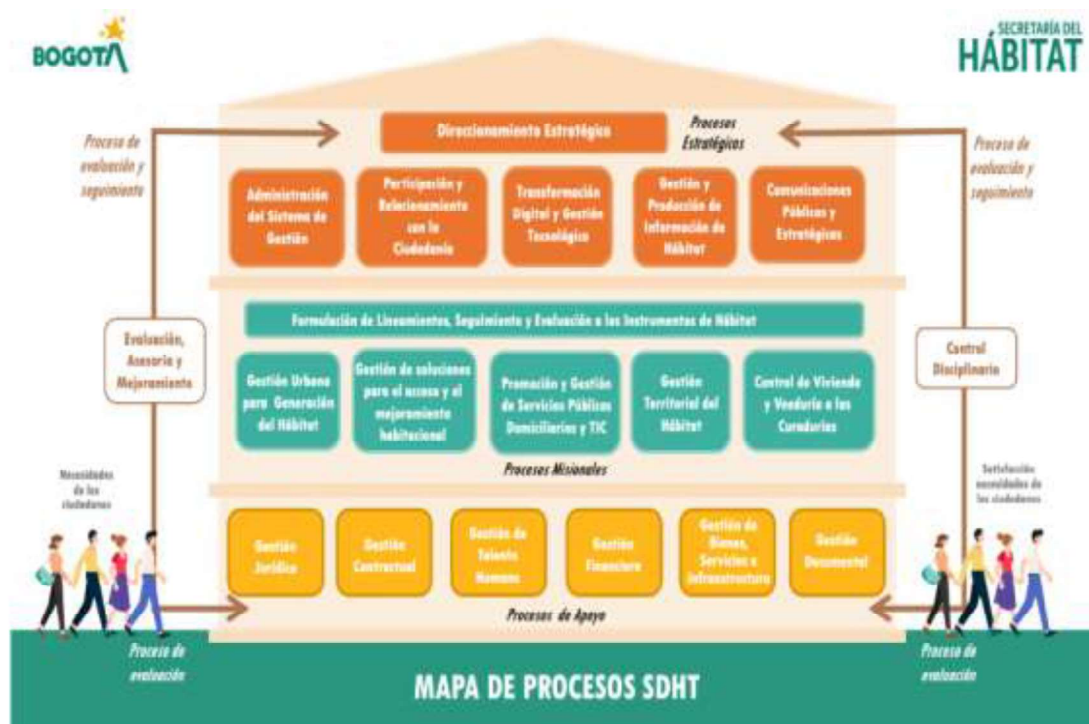 BOGOTÁ
SECRETARÍA DEL
HÁBITAT
Proceso de
evaluación y
seguimiento
Direccionamiento Estratégico
Procesos
Estratégicos
Proceso de
evaluación y
seguimiento
Administración
del Sistema de
Gestión
Participación y
Relacionamiento
con la
Ciudadanía
Transformación
Digital y Gestión
Tecnológica
Gestión y
Producción de
Información de
Hábitat
Comunicaciones
Públicas y
Estratégicas
Formulación de Lineamientos, Seguimiento y Evaluación a los Instrumentos de Hábitat
Evaluación,
Asesoría y
Mejoramiento
Gestión Urbana
para Generación
del Hábitat
Gestión de soluciones
para el acceso y el
mejoramiento
habitacional
Promoción y Gestión
de Servicios Públicos
Domiciliarios y TIC
Gestión
Territorial del
Hábitat
Control de Vivienda
y Veeduría a las
Curadurías
Control
Disciplinario
Procesos Misionales
Necesidades
de los
ciudadanos
Satisfacción
necesidades de
los ciudadanos
Gestión
Jurídica
Gestión
Contractual
Gestión de
Talento
Humano
Gestión
Financiera
Gestión de
Bienes,
Servicios e
Infraestructura
Gestión
Documental
Procesos de Apoyo
Proceso de
evaluación
MAPA DE PROCESOS SDHT
Proceso de
evaluación